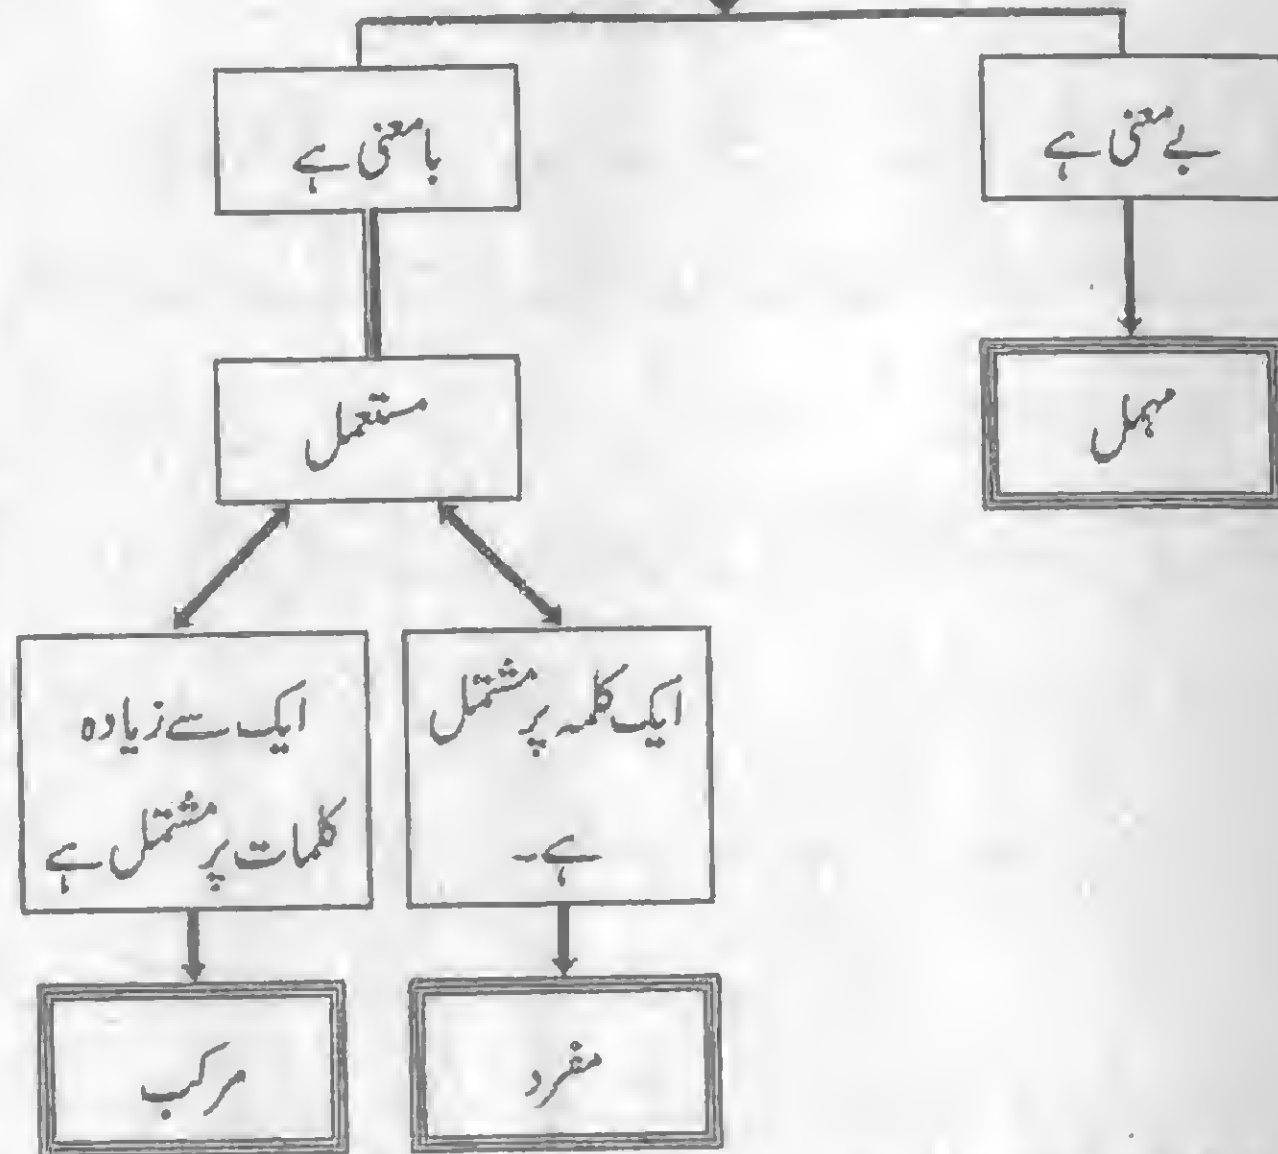 بے معنی ہے
بامعنی ہے
مہمل
مستعمل
ایک کلمہ پر مشتمل
ہے۔
ایک سے زیادہ
کلمات پر مشتمل ہے
مفرد
مرکب